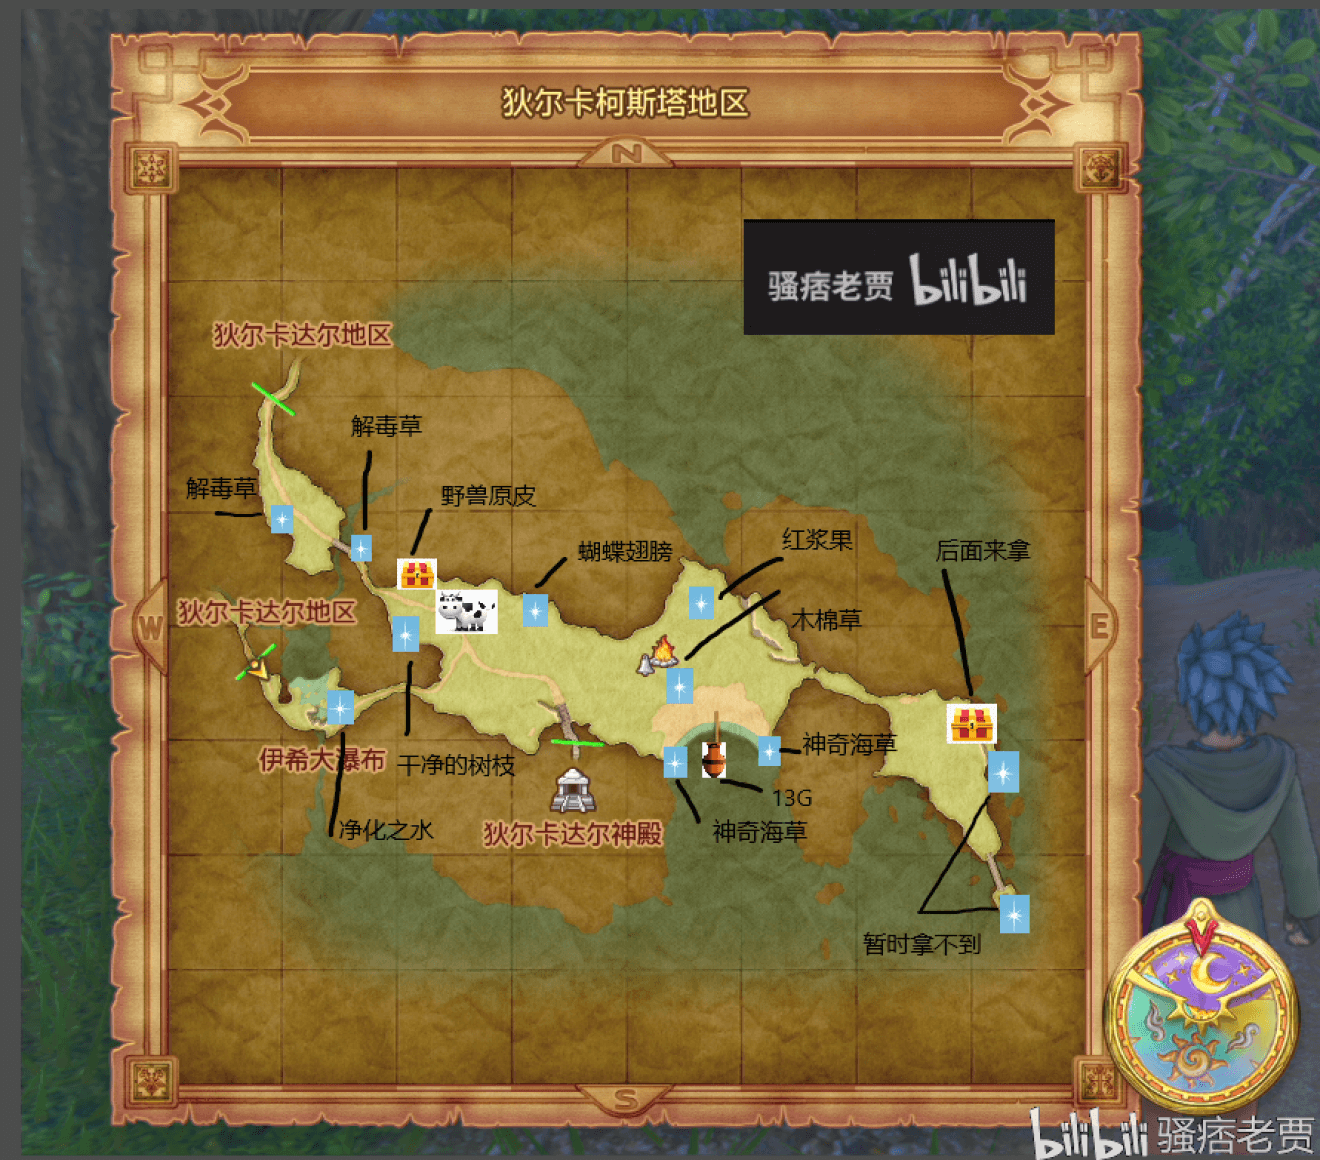 狄尔卡柯斯塔地区
N
骚痞老贾 bilibili
狄尔卡达尔地区
解毒草
解毒草
野兽原皮
蝴蝶翅膀
红浆果
后面来拿
狄尔卡达尔地区
木棉草
W
E
伊希大瀑布
干净的树枝
神奇海草
13G
净化之水
狄尔卡达尔神殿
神奇海草
暂时拿不到
S
bilibili 骚痞老贾